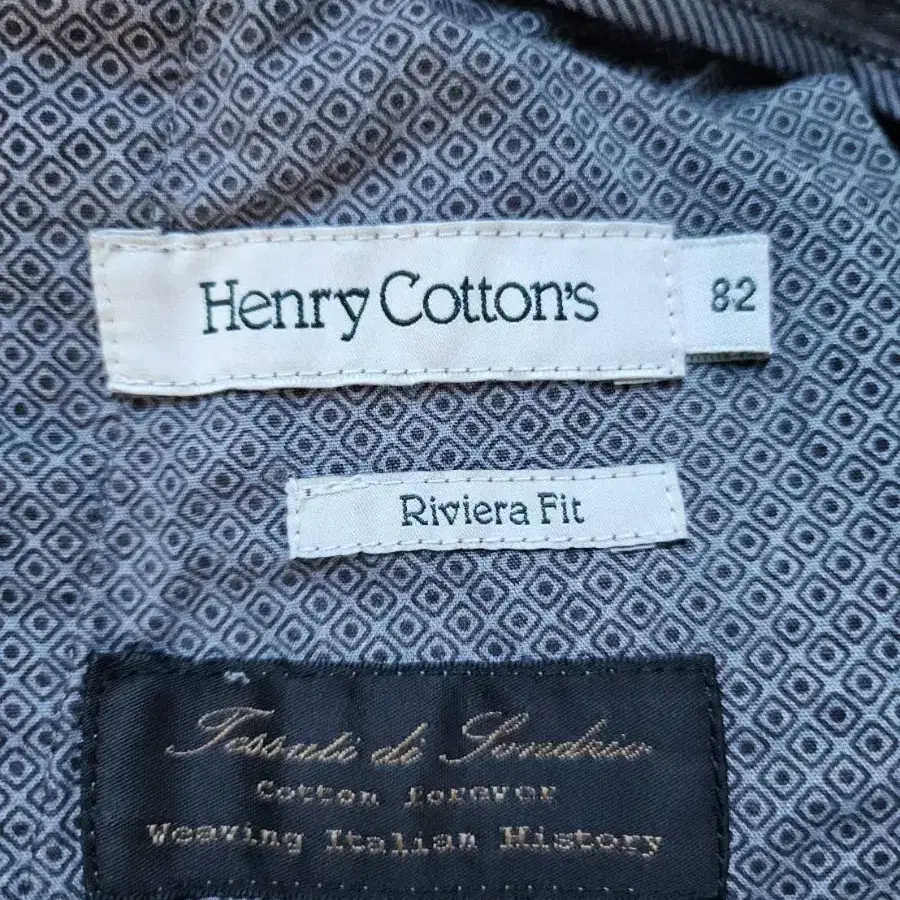 Henry Cotton's
82
Riviera Fit
Tessuti di Sondrio
Cotton forever
Weaving Italian History